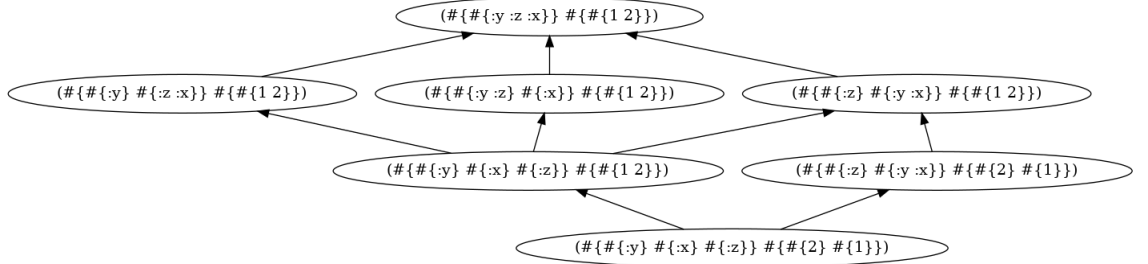 (#{#{:y :z :x}} #{#{1 2}})
(#{#{:y} #{:z :x}} #{#{1 2}})
(#{#{:y :z} #{:x}} #{#{1 2}})
(#{#{:z} #{:y :x}} #{#{1 2}})
(#{#{:y} #{:x} #{:z}} #{#{1 2}})
(#{#{:z} #{:y :x}} #{#{2} #{1}})
(#{#{:y} #{:x} #{:z}} #{#{2} #{1}})